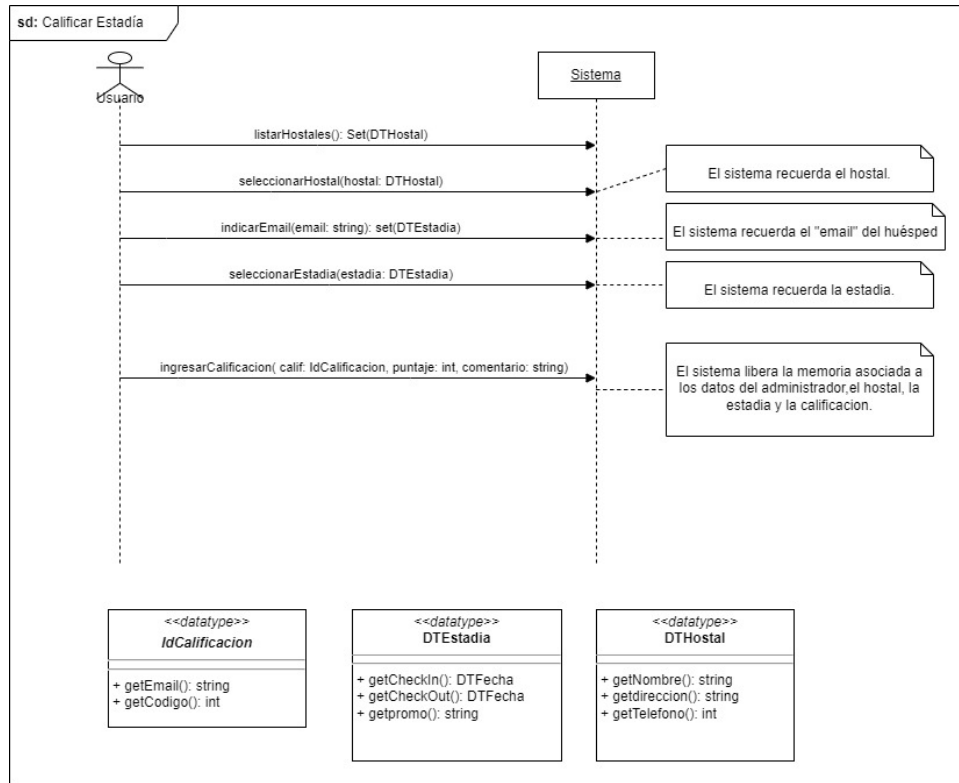 sd: Calificar Estadía
Usuario
Sistema
listarHostales(): Set(DTHostal)
seleccionarHostal(hostal: DTHostal)
El sistema recuerda el hostal.
indicarEmail(email: string): set(DTEstadia)
El sistema recuerda el "email" del huésped
seleccionarEstadia(estadia: DTEstadia)
El sistema recuerda la estadia.
ingresarCalificacion( calif: IdCalificacion, puntaje: int, comentario: string)
El sistema libera la memoria asociada a
los datos del administrador,el hostal, la
estadia y la calificacion.
<<datatype>>
IdCalificacion
+ getEmail(): string
+ getCodigo(): int
<<datatype>>
DTEstadia
+ getCheckIn(): DTFecha
+ getCheckOut(): DTFecha
+ getpromo(): string
<<datatype>>
DTHostal
+ getNombre(): string
+ getdireccion(): string
+ getTelefono(): int